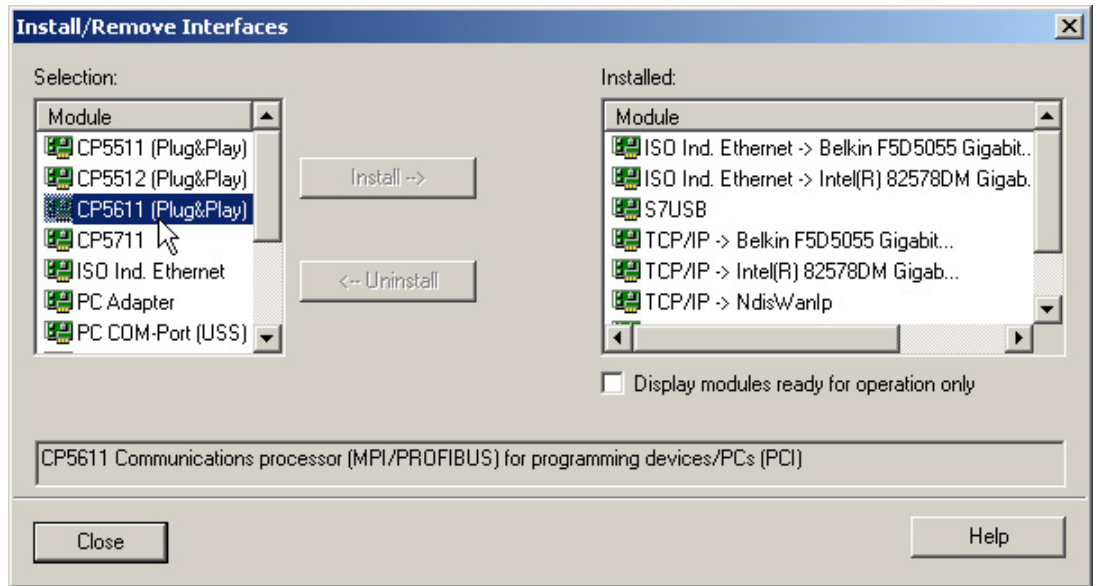 Install/Remove Interfaces
Selection:
Module
CP5511 (Plug&Play)
CP5512 (Plug&Play)
CP5611 (Plug&Play)
CP5711
ISO Ind. Ethernet
PC Adapter
PC COM-Port (USS)
Install -->
<-- Uninstall
Installed:
Module
ISO Ind. Ethernet -> Belkin F5D5055 Gigabit..
ISO Ind. Ethernet -> Intel(R) 82578DM Gigab.
S7USB
TCP/IP -> Belkin F5D5055 Gigabit...
TCP/IP -> Intel(R) 82578DM Gigab...
TCP/IP -> NdisWanIp
Display modules ready for operation only
CP5611 Communications processor (MPI/PROFIBUS) for programming devices/PCs (PCI)
Close
Help